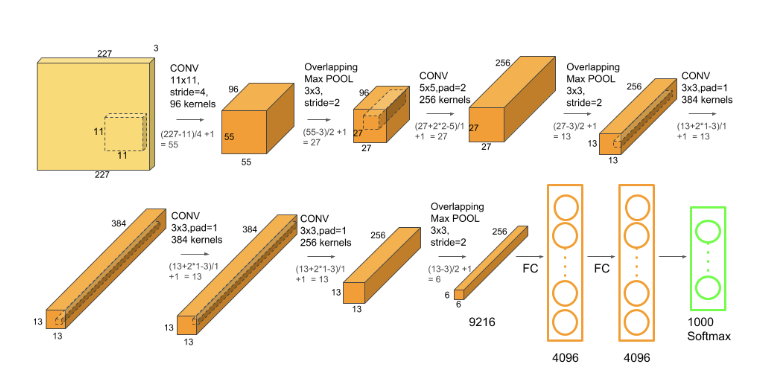 227
3
CONV
11x11,
stride=4,
96 kernels
(227-11)/4 +1
= 55
11
11
227
96
55
55
Overlapping
Max POOL
3x3,
stride=2
(55-3)/2 +1
= 27
96
27
27
CONV
5x5,pad=2
256 kernels
(27+2*2-5)/1
+1 = 27
256
27
27
Overlapping
Max POOL
3x3,
stride=2
(27-3)/2 +1
= 13
256
13
13
CONV
3x3,pad=1
384 kernels
(13+2*1-3)/1
+1 = 13
384
13
13
CONV
3x3,pad=1
384 kernels
(13+2*1-3)/1
+1 = 13
384
13
13
CONV
3x3,pad=1
256 kernels
(13+2*1-3)/1
+1 = 13
256
13
13
Overlapping
Max POOL
3x3,
stride=2
(13-3)/2 +1
= 6
256
6
6
9216
FC
4096
FC
4096
1000
Softmax